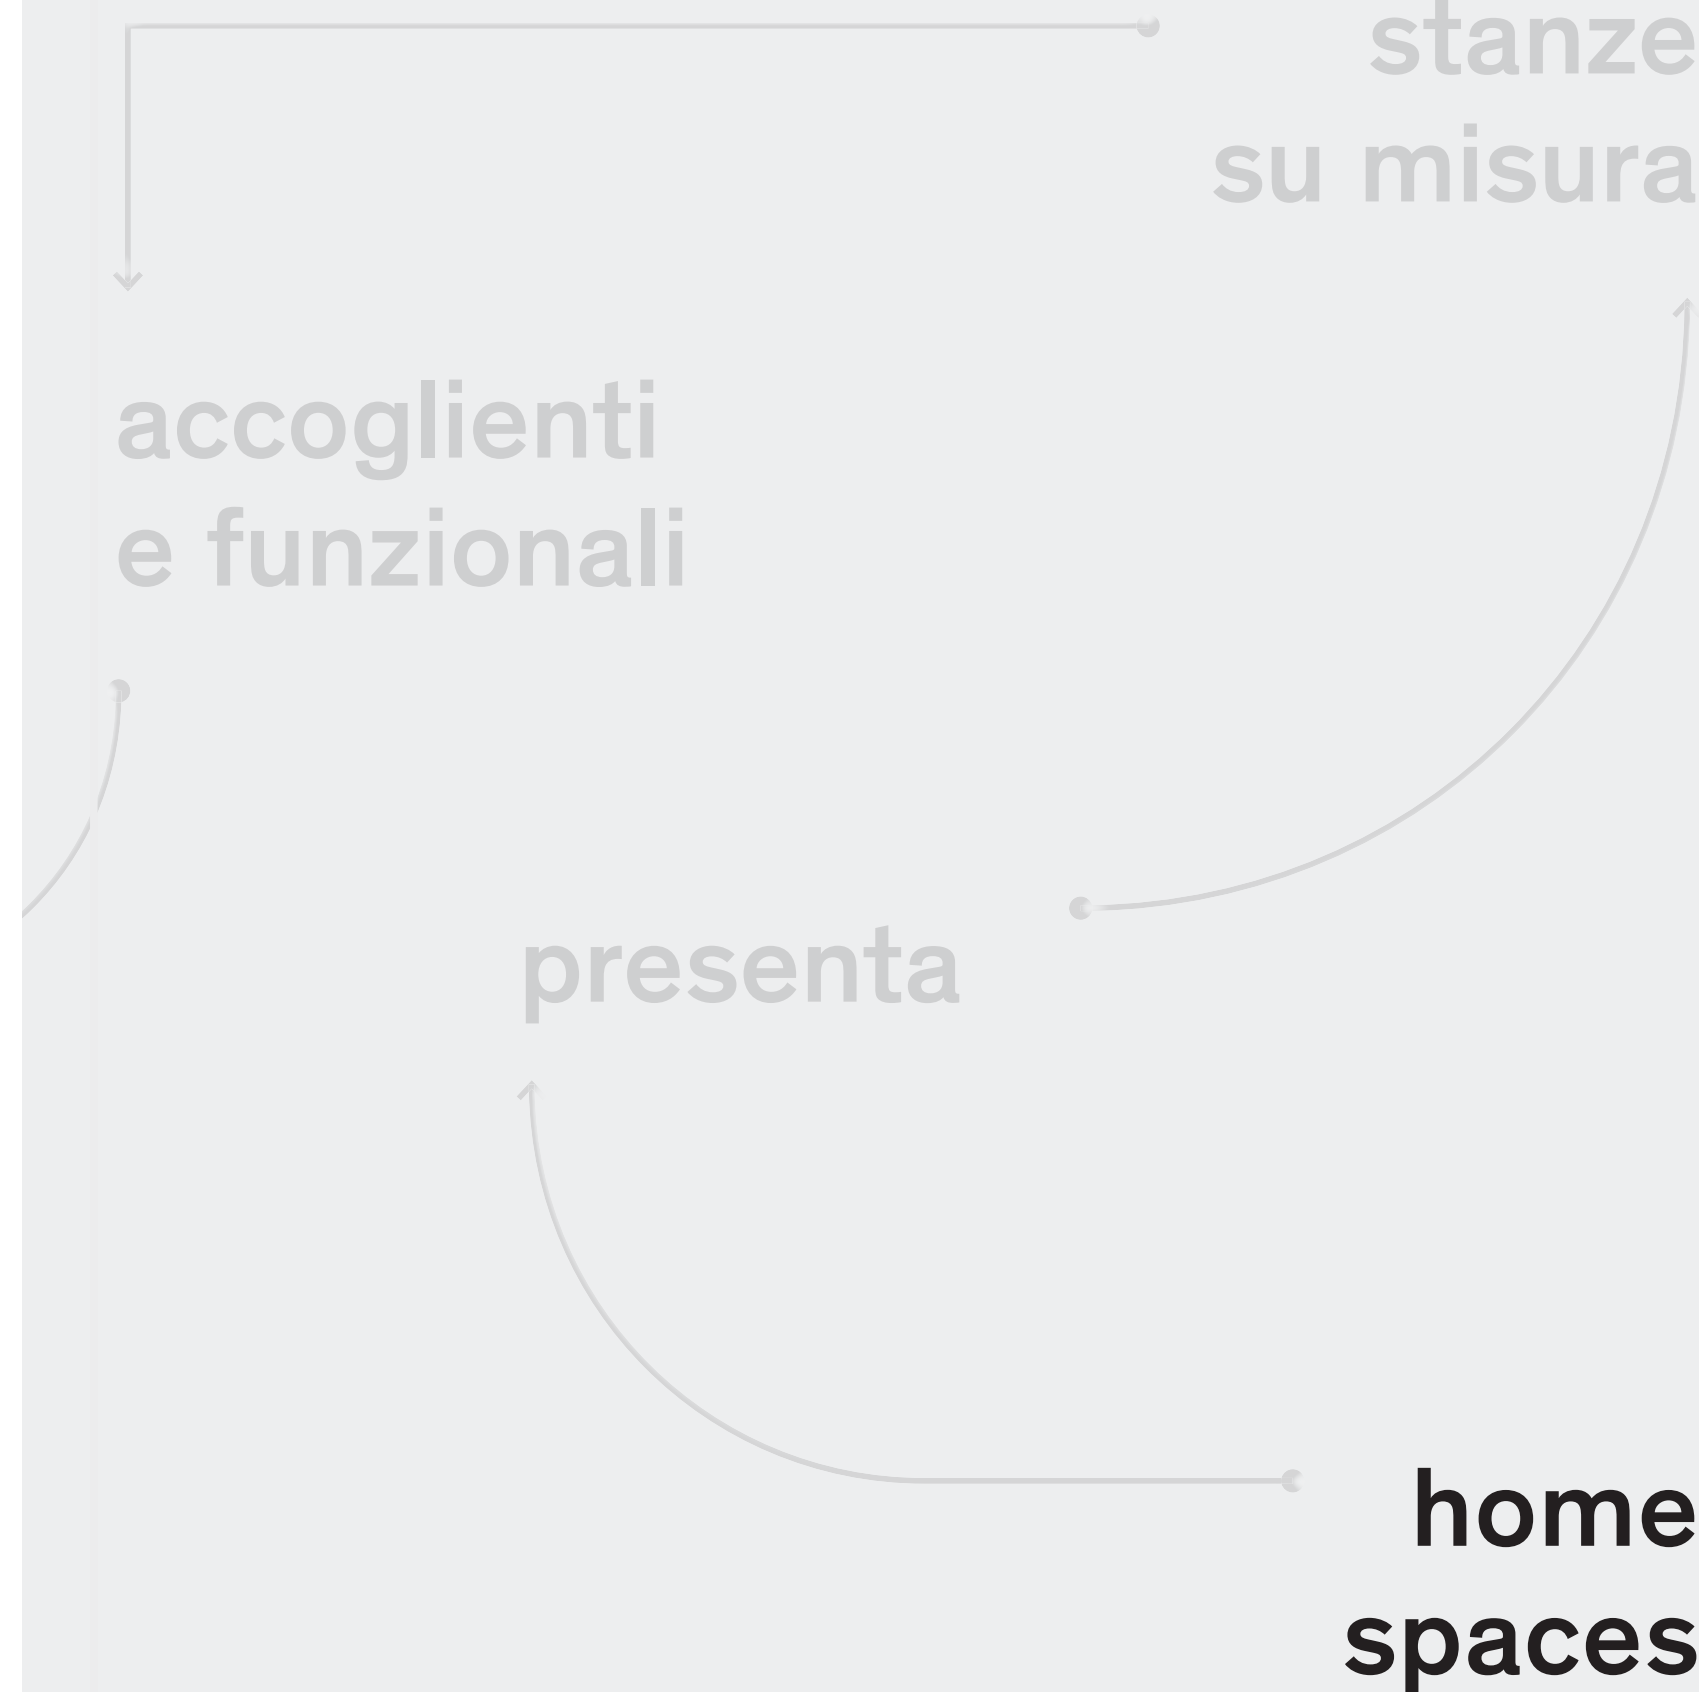 stanze
su misura
accoglienti
e funzionali
presenta
home
spaces